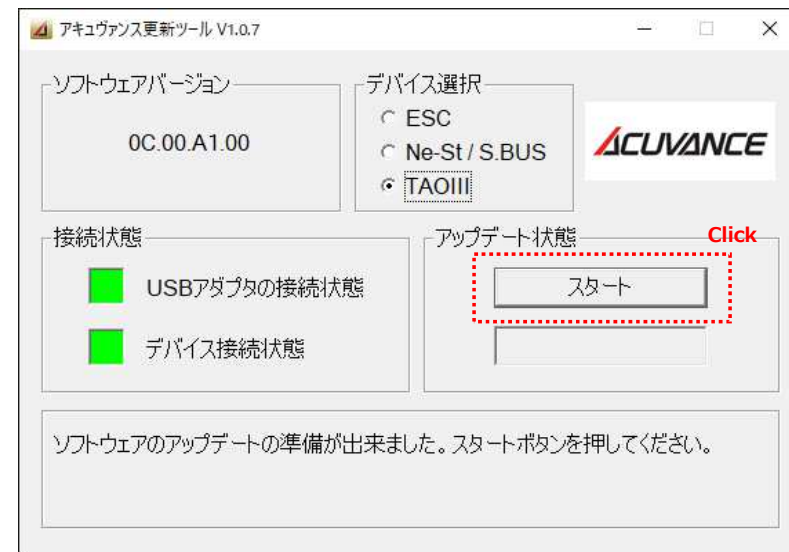 アキュヴァンス更新ツール V1.0.7
ソフトウェアバージョン
0C.00.A1.00
デバイス選択
ESC
Ne-St / S.BUS
TAOIII
ACUVANCE
接続状態
USBアダプタの接続状態
デバイス接続状態
アップデート状態
Click
スタート
ソフトウェアのアップデートの準備が出来ました。スタートボタンを押してください。